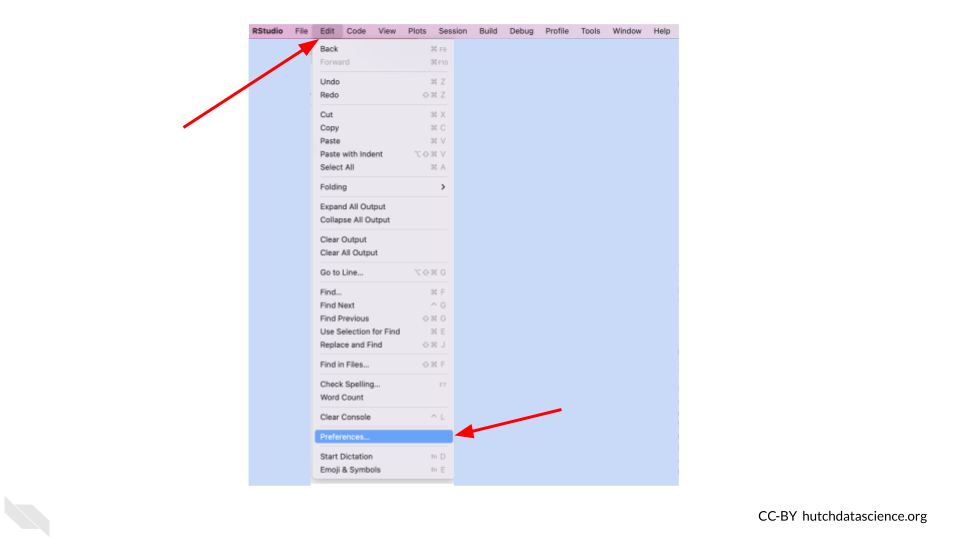 RStudio File Edit Code View Plots Session Build Debug Profile Tools Window Help
Back ⌘ F9
Forward ⌘F10
Undo ⌘ Z
Redo ⇧⌘ Z
Cut ⌘ X
Copy ⌘ C
Paste ⌘ V
Paste with Indent ⌥⇧⌘ V
Select All ⌘ A
Folding >
Expand All Output
Collapse All Output
Clear Output
Clear All Output
Go to Line... ⌥⇧⌘ G
Find... ⌘ F
Find Next ^ G
Find Previous ⇧⌘ G
Use Selection for Find ⌘ E
Replace and Find ⇧⌘ J
Find in Files... ⇧⌘ F
Check Spelling... F7
Word Count
Clear Console ^ L
Preferences...
Start Dictation fn D
Emoji & Symbols fn E
CC-BY hutchdatascience.org